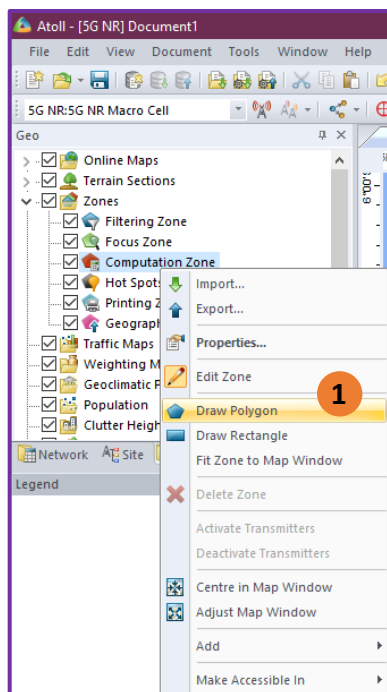 Atoll - [5G NR] Document1
File Edit View Document Tools Window Help
5G NR:5G NR Macro Cell
Geo
Online Maps
Terrain Sections
Zones
Filtering Zone
Focus Zone
Computation Zone
Hot Spots
Printing Z
Geograph
Traffic Maps
Weighting M
Geoclimatic P
Population
Clutter Heigh
Network Site
Legend
Import...
Export...
Properties...
Edit Zone
1
Draw Polygon
Draw Rectangle
Fit Zone to Map Window
Delete Zone
Activate Transmitters
Deactivate Transmitters
Centre in Map Window
Adjust Map Window
Add
Make Accessible In